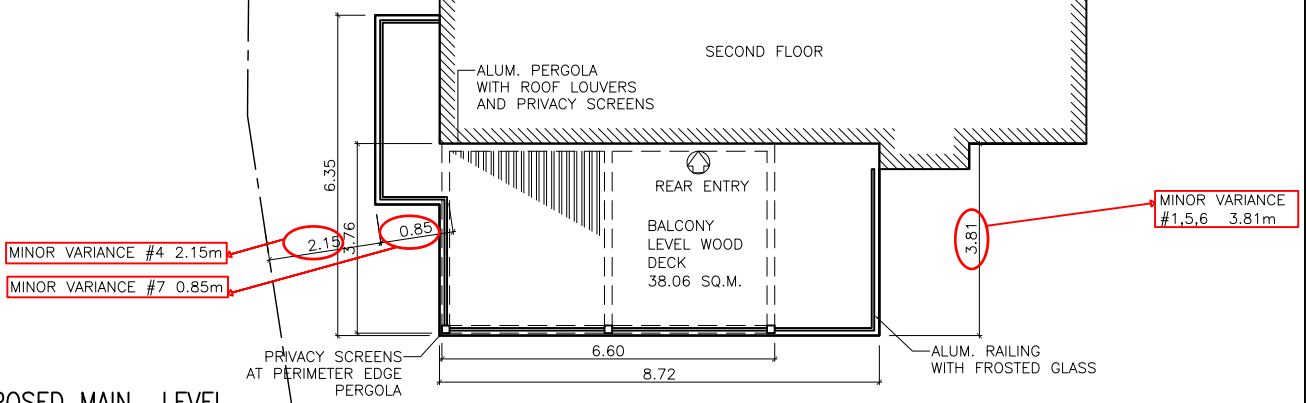 SECOND FLOOR
ALUM. PERGOLA
WITH ROOF LOUVERS
AND PRIVACY SCREENS
6.35
3.76
2.15
0.85
REAR ENTRY
BALCONY
LEVEL WOOD
DECK
38.06 SQ.M.
3.81
MINOR VARIANCE
#1,5,6 3.81m
MINOR VARIANCE #4 2.15m
MINOR VARIANCE #7 0.85m
PRIVACY SCREENS
AT PERIMETER EDGE
PERGOLA
6.60
8.72
ALUM. RAILING
WITH FROSTED GLASS
MAIN LEVEL